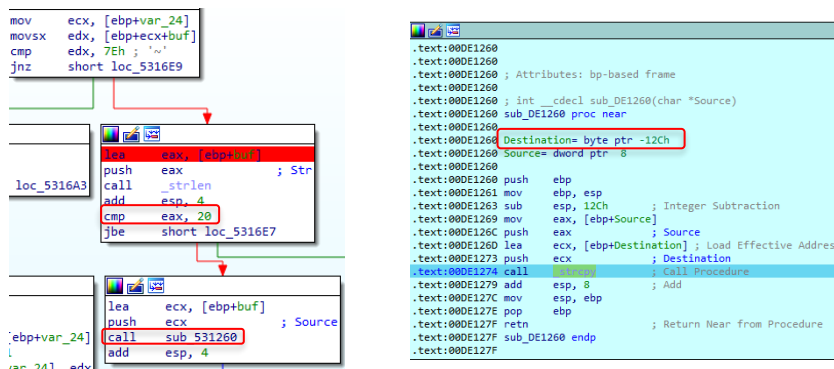 mov ecx, [ebp+var_24]
movsx edx, [ebp+ecx+buf]
cmp edx, 7Eh ; '~'
jnz short loc_5316E9
lea eax, [ebp+buf]
push eax ; Str
call _strlen
add esp, 4
cmp eax, 20
jbe short loc_5316E7
loc_5316A3
lea ecx, [ebp+buf]
push ecx ; Source
call sub_531260
add esp, 4
[ebp+var_24]
var_24], edx
.text:00DE1260
.text:00DE1260
.text:00DE1260 ; Attributes: bp-based frame
.text:00DE1260
.text:00DE1260 ; int __cdecl sub_DE1260(char *Source)
.text:00DE1260 sub_DE1260 proc near
.text:00DE1260
.text:00DE1260 Destination= byte ptr -12Ch
.text:00DE1260 Source= dword ptr 8
.text:00DE1260
.text:00DE1260 push ebp
.text:00DE1261 mov ebp, esp
.text:00DE1263 sub esp, 12Ch ; Integer Subtraction
.text:00DE1269 mov eax, [ebp+Source]
.text:00DE126C push eax ; Source
.text:00DE126D lea ecx, [ebp+Destination] ; Load Effective Addres
.text:00DE1273 push ecx ; Destination
.text:00DE1274 call _strcpy ; Call Procedure
.text:00DE1279 add esp, 8 ; Add
.text:00DE127C mov esp, ebp
.text:00DE127E pop ebp
.text:00DE127F retn ; Return Near from Procedure
.text:00DE127F sub_DE1260 endp
.text:00DE127F